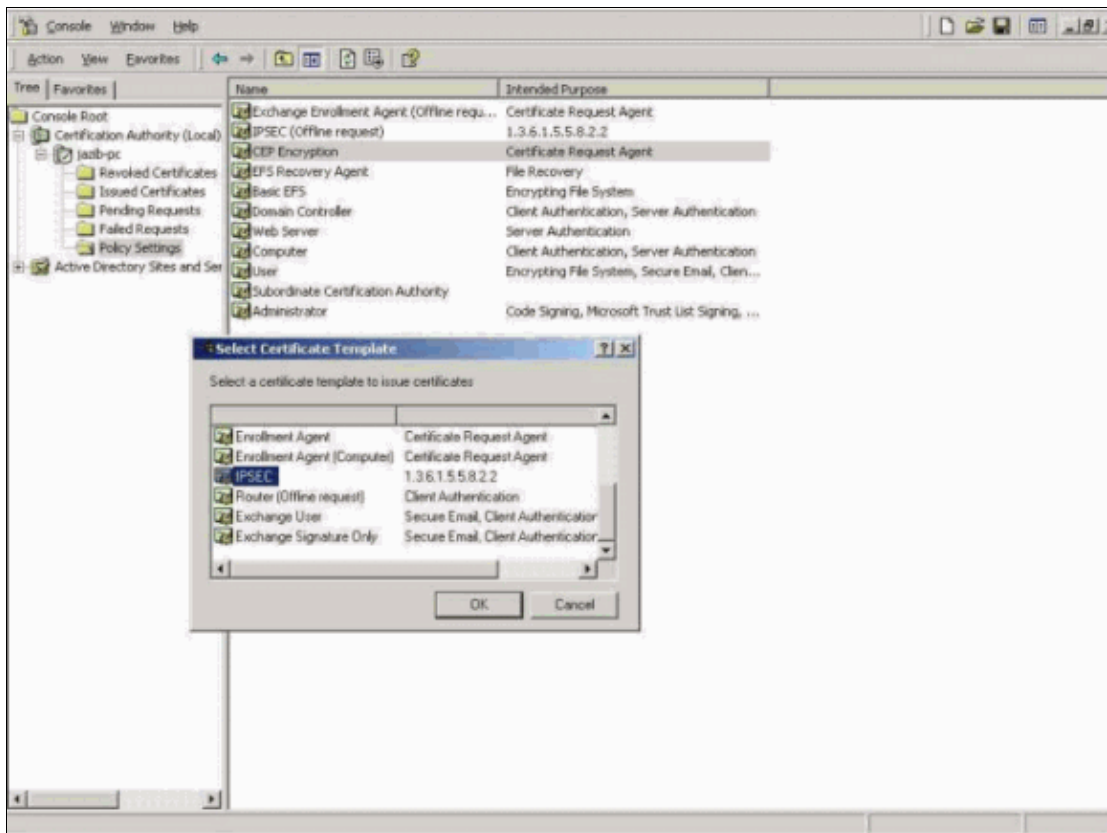 Console Window Help
Action View Favorites
Tree Favorites
Name Intended Purpose
Console Root
Certification Authority (Local)
jazib-pc
Revoked Certificates
Issued Certificates
Pending Requests
Failed Requests
Policy Settings
Active Directory Sites and Ser
Exchange Enrollment Agent (Offline requ... Certificate Request Agent
IPSEC (Offline request) 1.3.6.1.5.5.8.2.2
CEP Encryption Certificate Request Agent
EFS Recovery Agent File Recovery
Basic EFS Encrypting File System
Domain Controller Client Authentication, Server Authentication
Web Server Server Authentication
Computer Client Authentication, Server Authentication
User Encrypting File System, Secure Email, Clien...
Subordinate Certification Authority
Administrator Code Signing, Microsoft Trust List Signing, ...
Select Certificate Template
Select a certificate template to issue certificates
Enrollment Agent Certificate Request Agent
Enrollment Agent (Computer) Certificate Request Agent
IPSEC 1.3.6.1.5.5.8.2.2
Router (Offline request) Client Authentication
Exchange User Secure Email, Client Authentication
Exchange Signature Only Secure Email, Client Authentication
OK Cancel